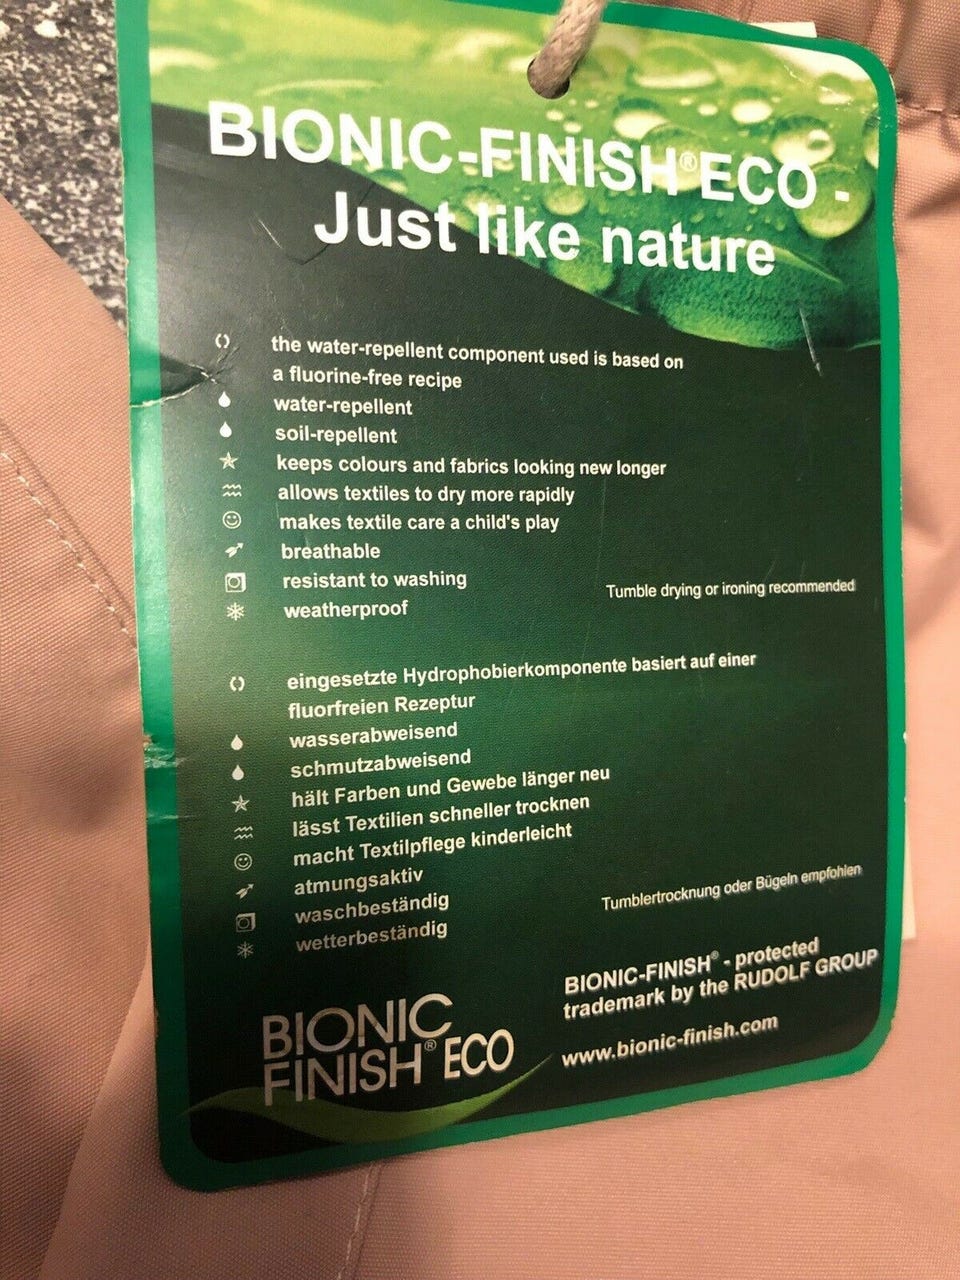 BIONIC-FINISH®ECO -
Just like nature
the water-repellent component used is based on
a fluorine-free recipe
water-repellent
soil-repellent
keeps colours and fabrics looking new longer
allows textiles to dry more rapidly
makes textile care a child's play
breathable
resistant to washing
Tumble drying or ironing recommended
weatherproof
eingesetzte Hydrophobierkomponente basiert auf einer
fluorfreien Rezeptur
wasserabweisend
schmutzabweisend
hält Farben und Gewebe länger neu
lässt Textilien schneller trocknen
macht Textilpflege kinderleicht
atmungsaktiv
waschbeständig
Tumblertrocknung oder Bügeln empfohlen
wetterbeständig
BIONIC-FINISH® - protected
trademark by the RUDOLF GROUP
www.bionic-finish.com
BIONIC
FINISH® ECO